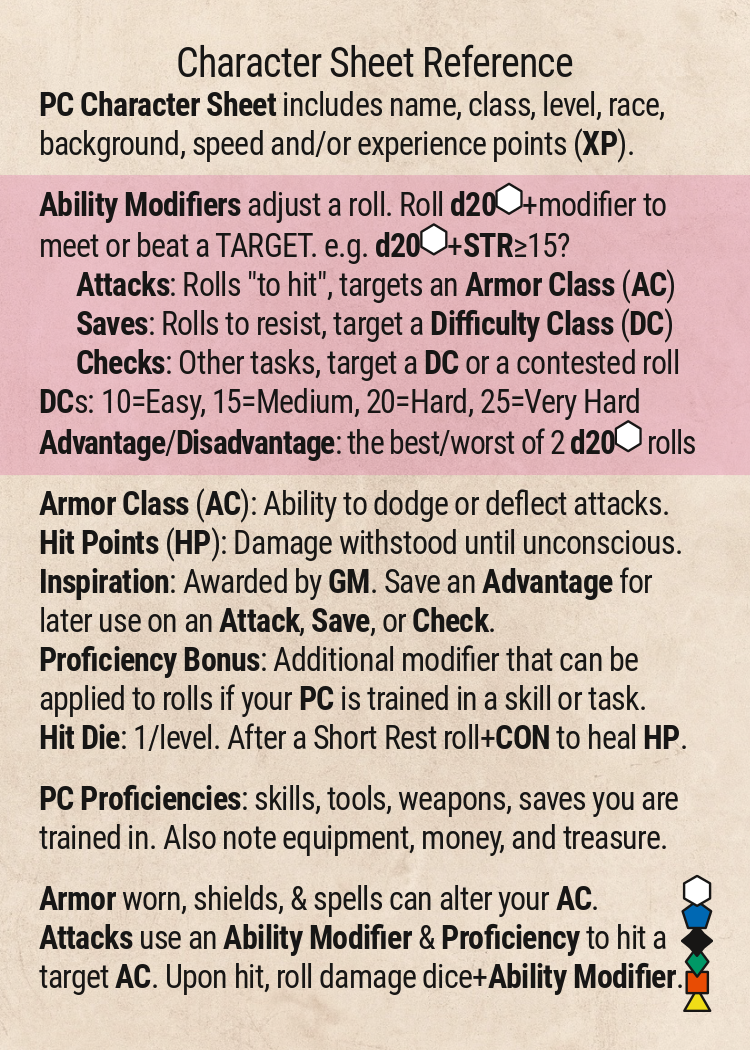 Character Sheet Reference
PC Character Sheet includes name, class, level, race,
background, speed and/or experience points (XP).
Ability Modifiers adjust a roll. Roll d20+modifier to
meet or beat a TARGET. e.g. d20+STR≥15?
Attacks: Rolls "to hit", targets an Armor Class (AC)
Saves: Rolls to resist, target a Difficulty Class (DC)
Checks: Other tasks, target a DC or a contested roll
DCs: 10=Easy, 15=Medium, 20=Hard, 25=Very Hard
Advantage/Disadvantage: the best/worst of 2 d20 rolls
Armor Class (AC): Ability to dodge or deflect attacks.
Hit Points (HP): Damage withstood until unconscious.
Inspiration: Awarded by GM. Save an Advantage for
later use on an Attack, Save, or Check.
Proficiency Bonus: Additional modifier that can be
applied to rolls if your PC is trained in a skill or task.
Hit Die: 1/level. After a Short Rest roll+CON to heal HP.
PC Proficiencies: skills, tools, weapons, saves you are
trained in. Also note equipment, money, and treasure.
Armor worn, shields, & spells can alter your AC.
Attacks use an Ability Modifier & Proficiency to hit a
target AC. Upon hit, roll damage dice+Ability Modifier.